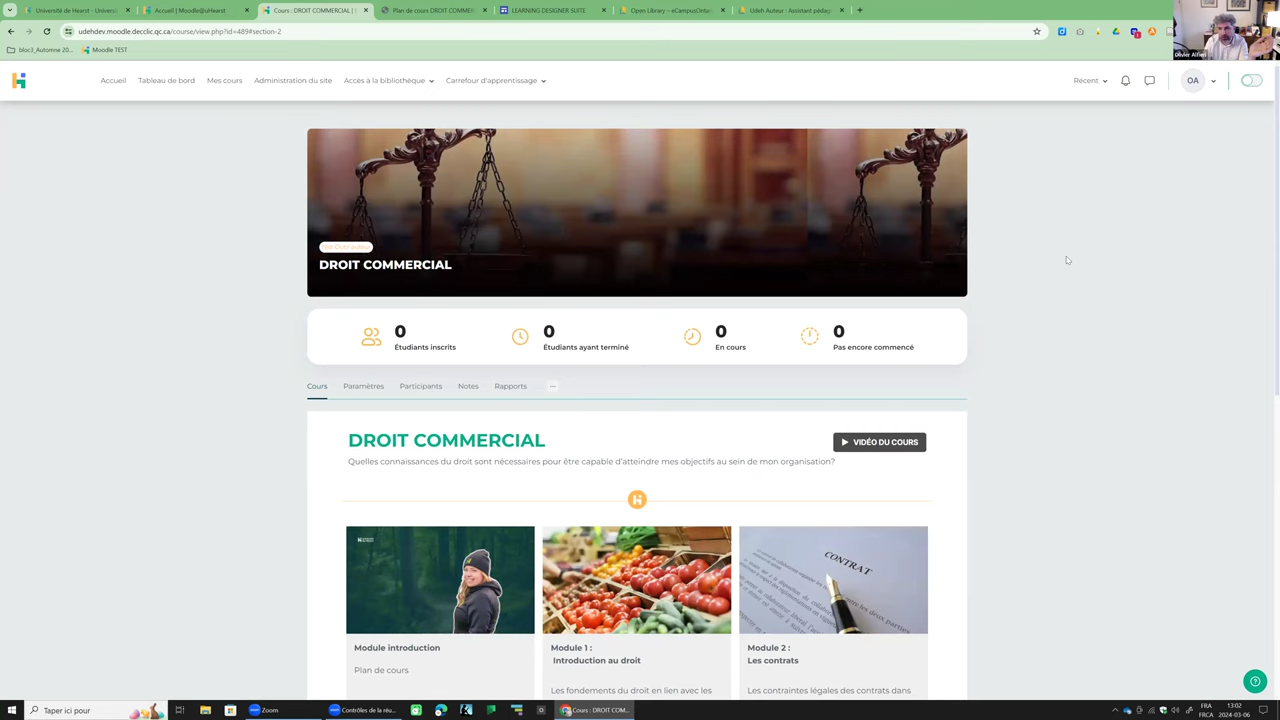 Université de Hearst - Universi
Accueil | Moodle@uHearst
Cours : DROIT COMMERCIAL |
Plan de cours DROIT COMMER
LEARNING DESIGNER SUITE
Open Library – eCampusOnta
Udeh Auteur : Assistant pédag
udehdev.moodle.decclic.qc.ca/course/view.php?id=489#section-2
bloc3_Automne 20...
Moodle TEST
Olivier Alfieri
Accueil
Tableau de bord
Mes cours
Administration du site
Accès à la bibliothèque
Carrefour d'apprentissage
Récent
OA
DROIT COMMERCIAL
0
Étudiants inscrits
0
Étudiants ayant terminé
0
En cours
0
Pas encore commencé
Cours
Paramètres
Participants
Notes
Rapports
DROIT COMMERCIAL
VIDÉO DU COURS
Quelles connaissances du droit sont nécessaires pour être capable d'atteindre mes objectifs au sein de mon organisation?
CONTRAT
Module introduction
Plan de cours
Module 1 :
Introduction au droit
Les fondements du droit en lien avec les
Module 2 :
Les contrats
Les contraintes légales des contrats dans
Taper ici pour
Zoom
Contrôles de la réu...
Cours : DROIT COM...
FRA
FRCA
13:02
2024-03-06